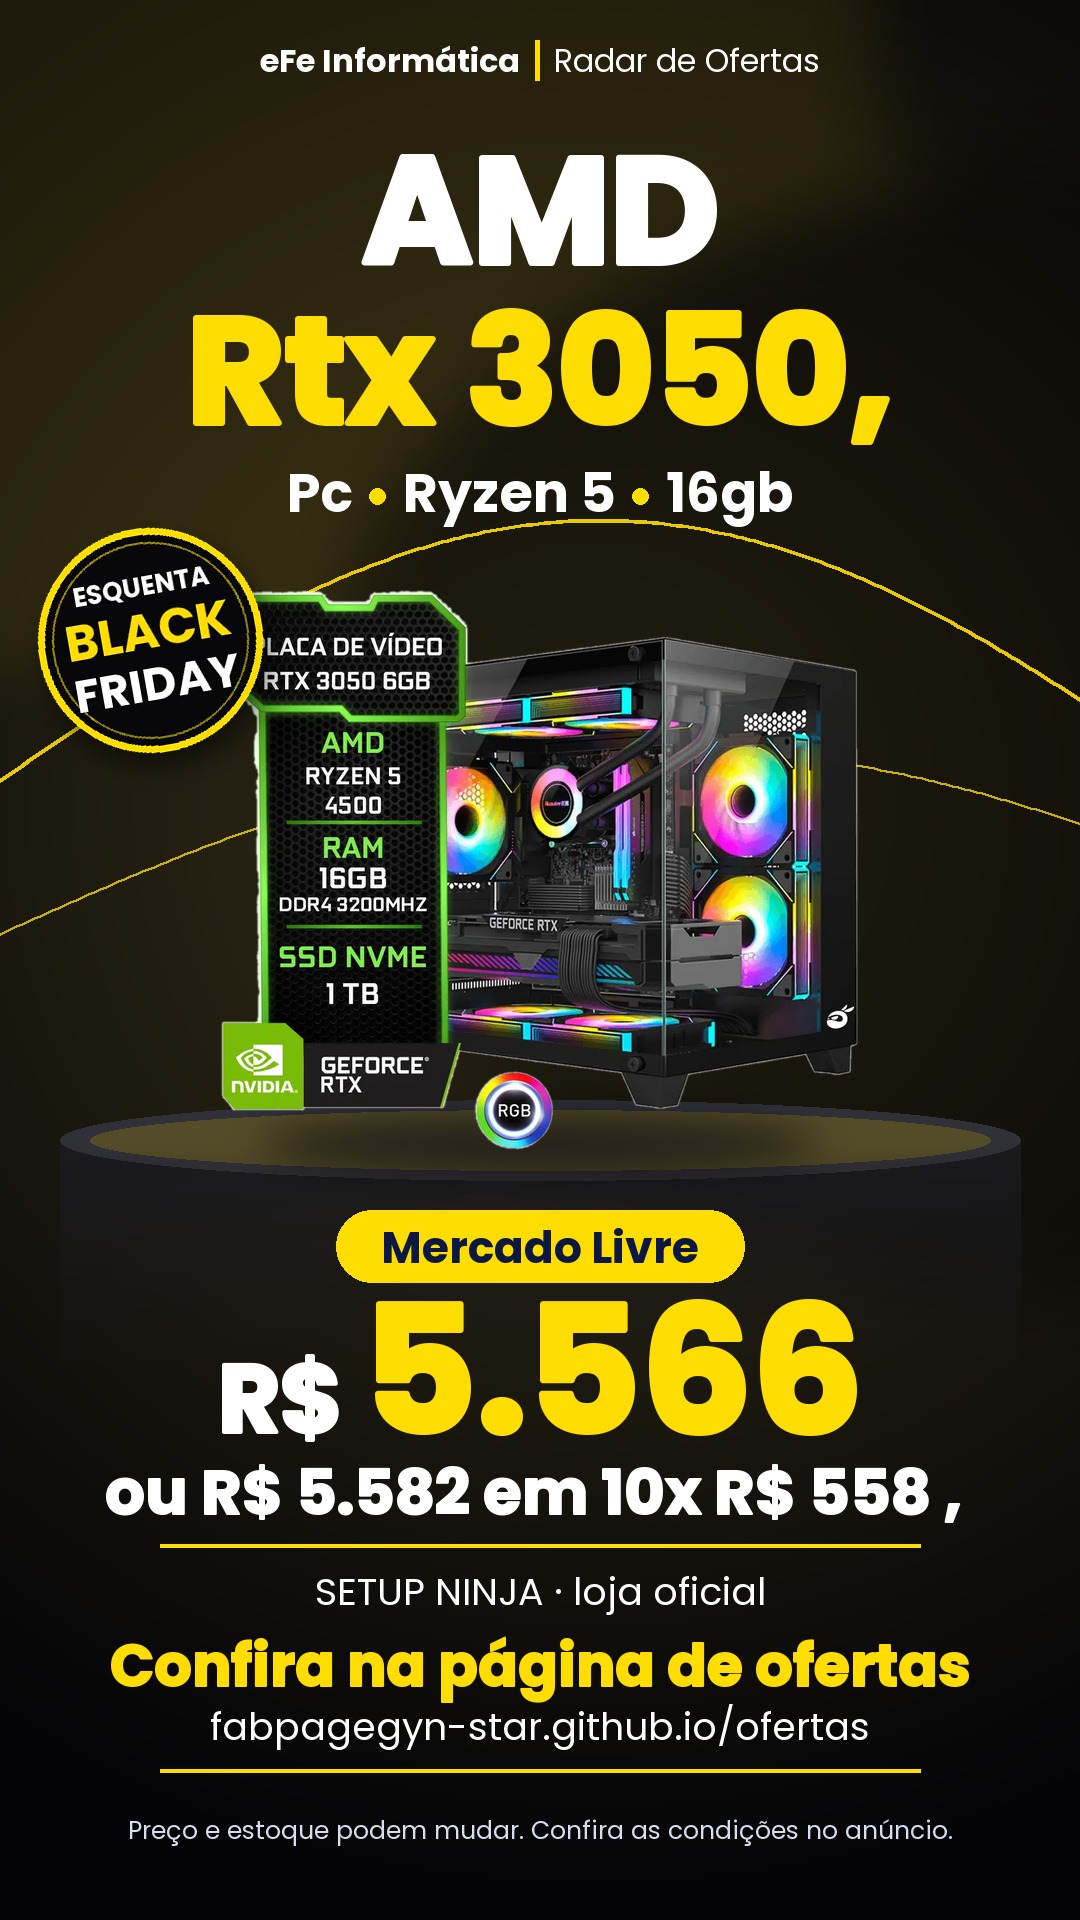 eFe Informática | Radar de Ofertas
AMD
Rtx 3050,
Pc • Ryzen 5 • 16gb
ESQUENTA
BLACK
FRIDAY
LACA DE VÍDEO
RTX 3050 6GB
AMD
RYZEN 5
4500
RAM
16GB
DDR4 3200MHZ
SSD NVME
1 TB
GEFORCE RTX
NVIDIA.
GEFORCE®
RTX
RGB
Mercado Livre
R$ 5.566
ou R$ 5.582 em 10x R$ 558 ,
SETUP NINJA · loja oficial
Confira na página de ofertas
fabpagegyn-star.github.io/ofertas
Preço e estoque podem mudar. Confira as condições no anúncio.